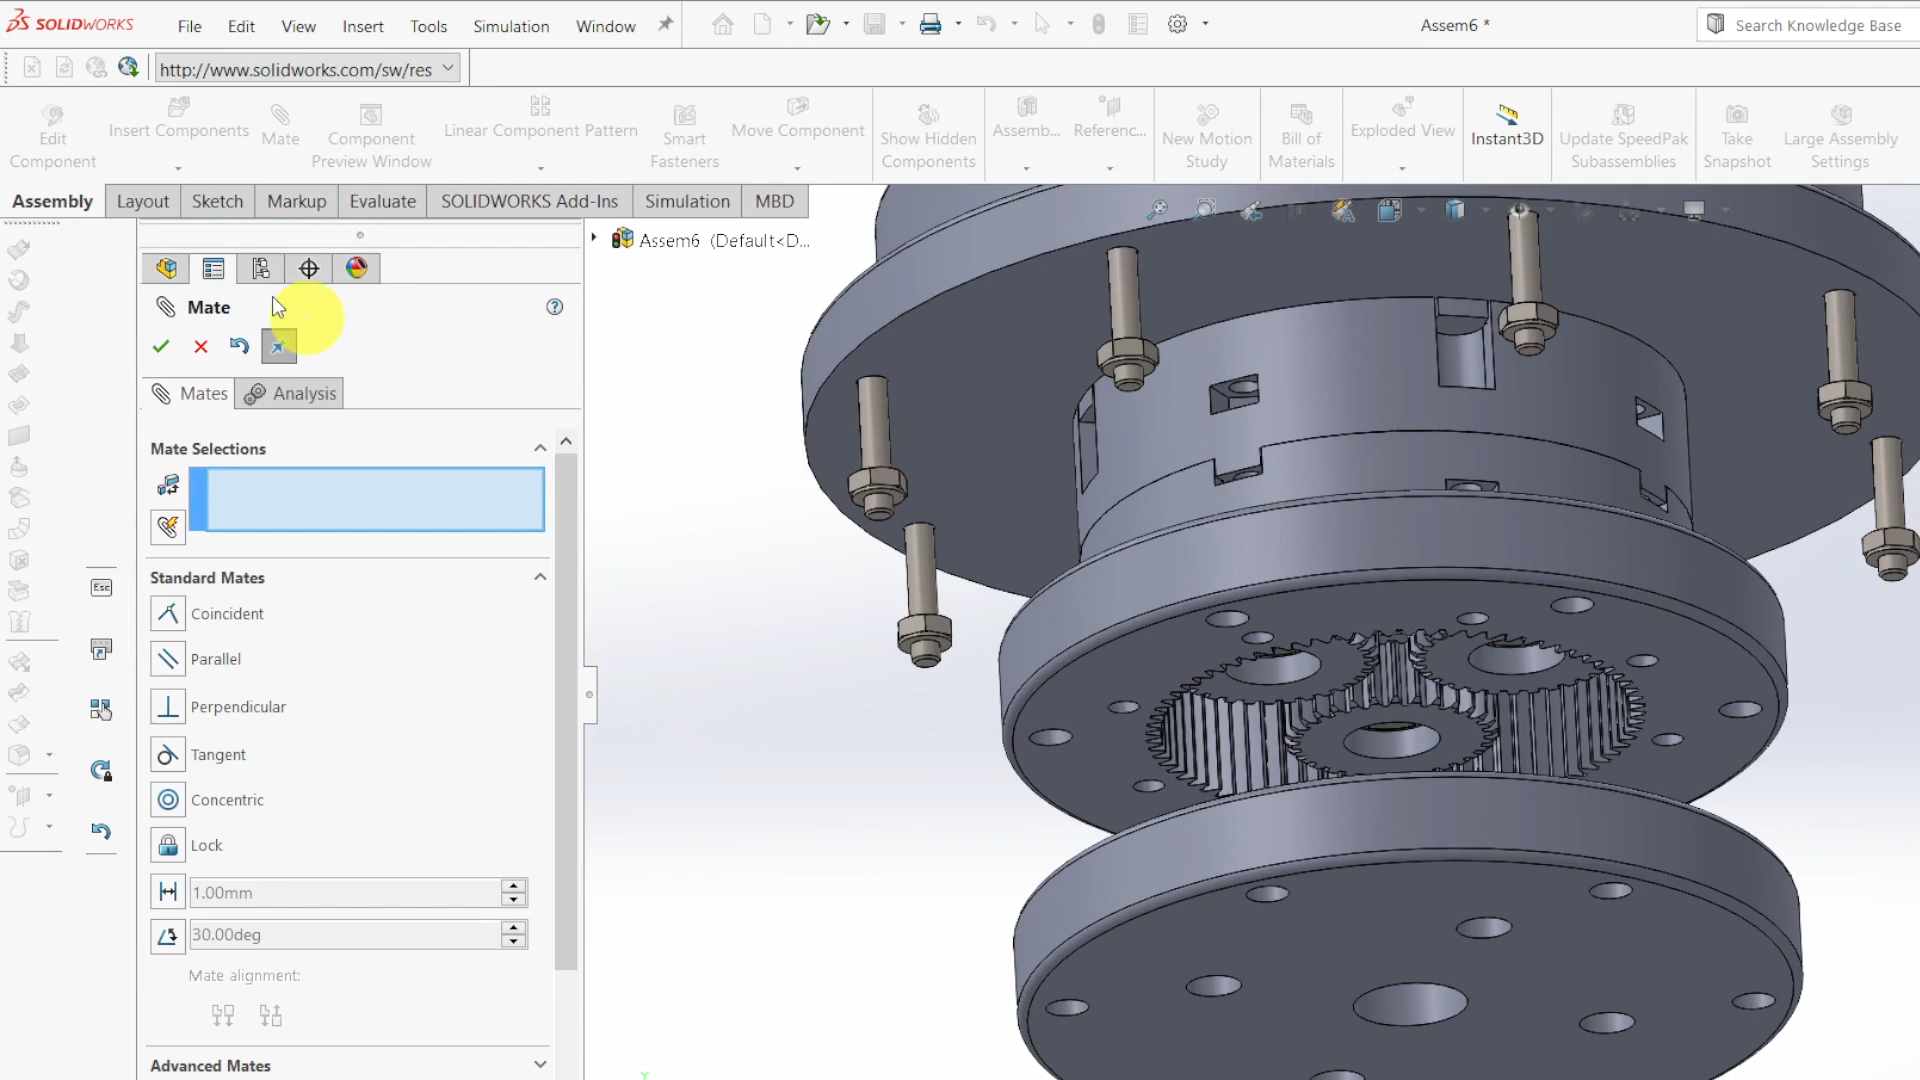 SOLIDWORKS File Edit View Insert Tools Simulation Window Assem6 * Search Knowledge Base
http://www.solidworks.com/sw/res
Edit Component
Insert Components
Mate
Component Preview Window
Linear Component Pattern
Smart Fasteners
Move Component
Show Hidden Components
Assemb...
Referenc...
New Motion Study
Bill of Materials
Exploded View
Instant3D
Update SpeedPak Subassemblies
Take Snapshot
Large Assembly Settings
Assembly Layout Sketch Markup Evaluate SOLIDWORKS Add-Ins Simulation MBD
Assem6 (Default<D...
Mate
Mates Analysis
Mate Selections
Standard Mates
Esc
Coincident
Parallel
Perpendicular
Tangent
Concentric
Lock
1.00mm
30.00deg
Mate alignment:
Advanced Mates
Y